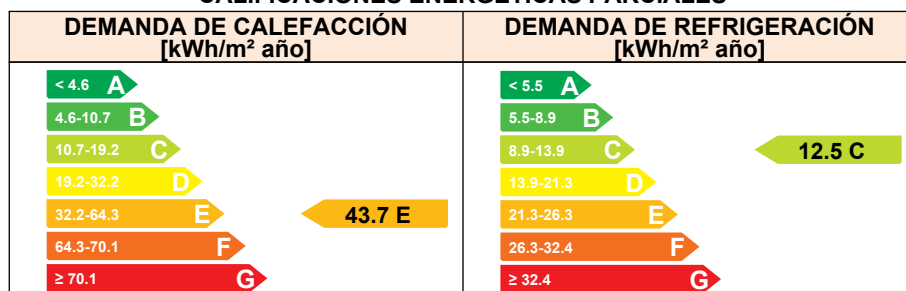 CALIFICACIONES ENERGÉTICAS PARCIALES
DEMANDA DE CALEFACCIÓN
[kWh/m² año]
DEMANDA DE REFRIGERACIÓN
[kWh/m² año]
< 4.6 A
4.6-10.7 B
10.7-19.2 C
19.2-32.2 D
32.2-64.3 E
43.7 E
64.3-70.1 F
≥ 70.1 G
< 5.5 A
5.5-8.9 B
8.9-13.9 C
12.5 C
13.9-21.3 D
21.3-26.3 E
26.3-32.4 F
≥ 32.4 G